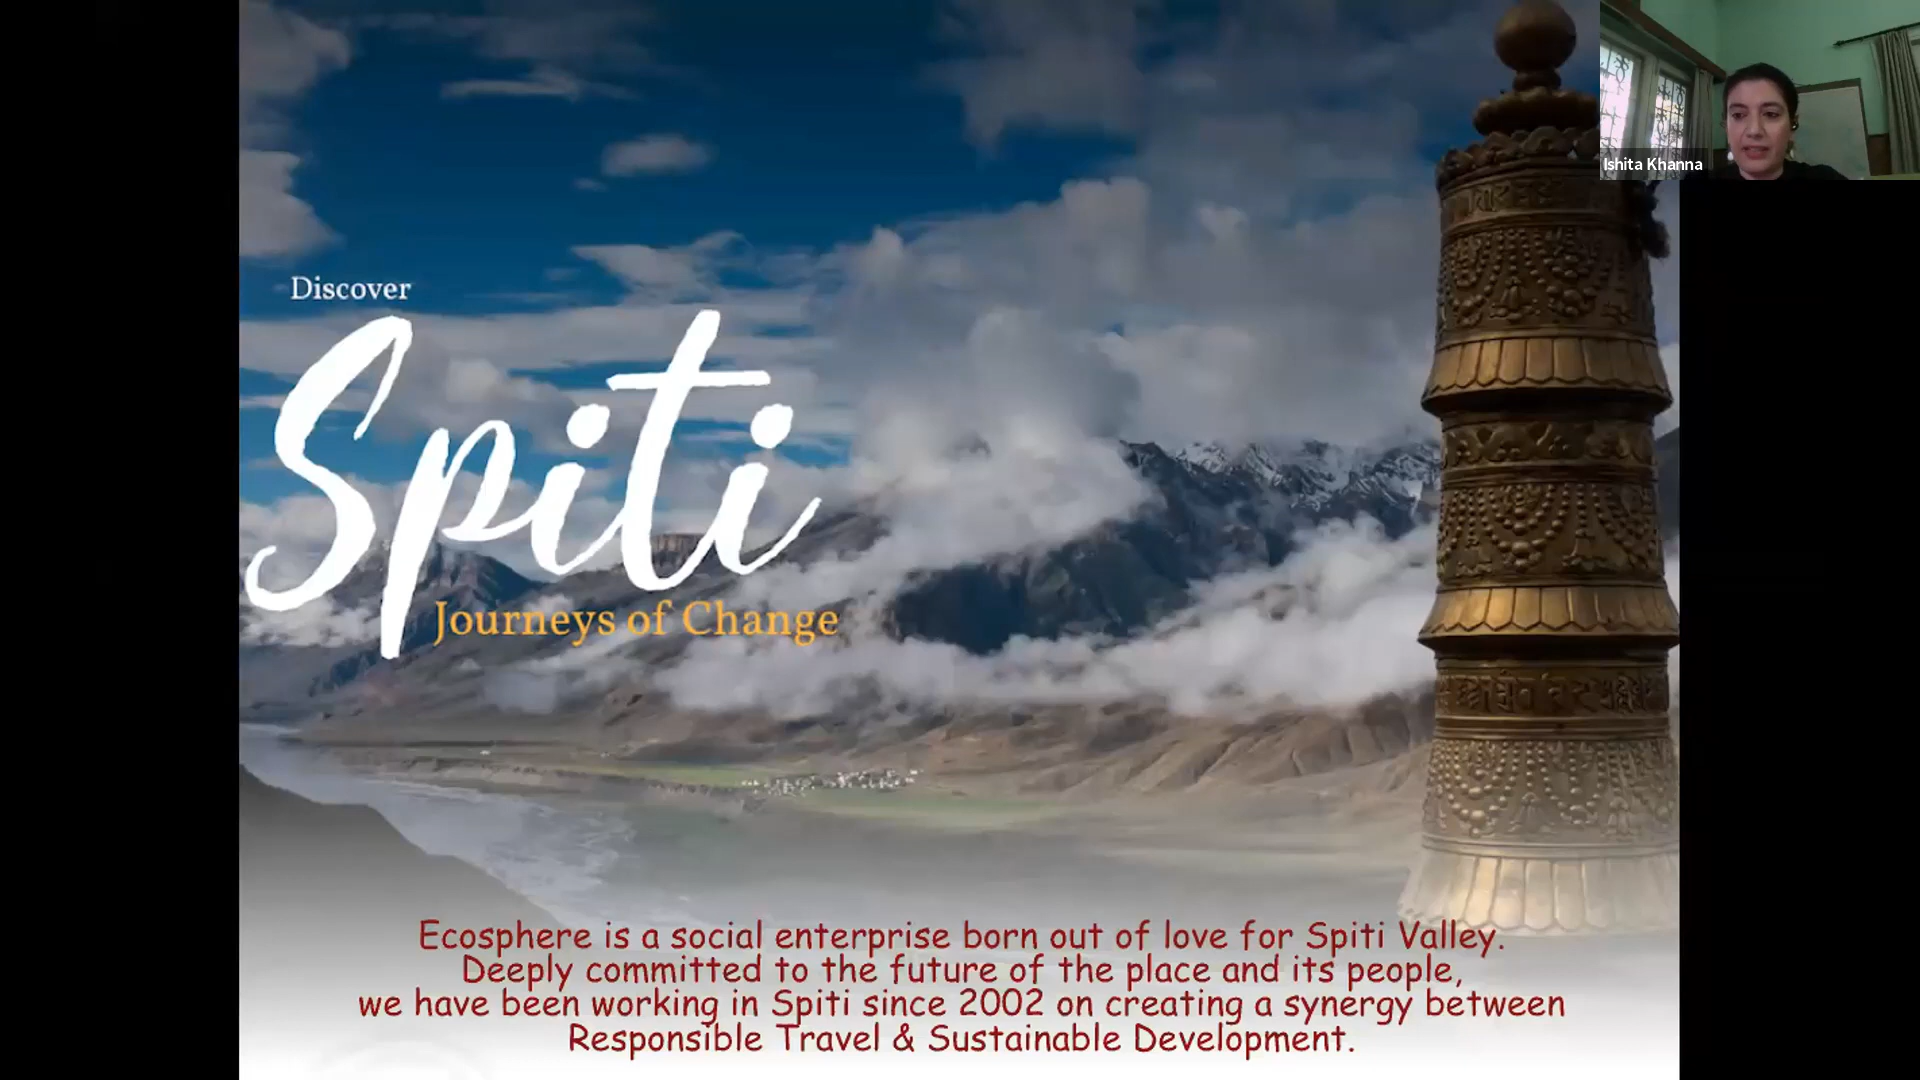 Discover
Spiti
Journeys of Change
Ishita Khanna
Ecosphere is a social enterprise born out of love for Spiti Valley.
Deeply committed to the future of the place and its people,
we have been working in Spiti since 2002 on creating a synergy between
Responsible Travel & Sustainable Development.